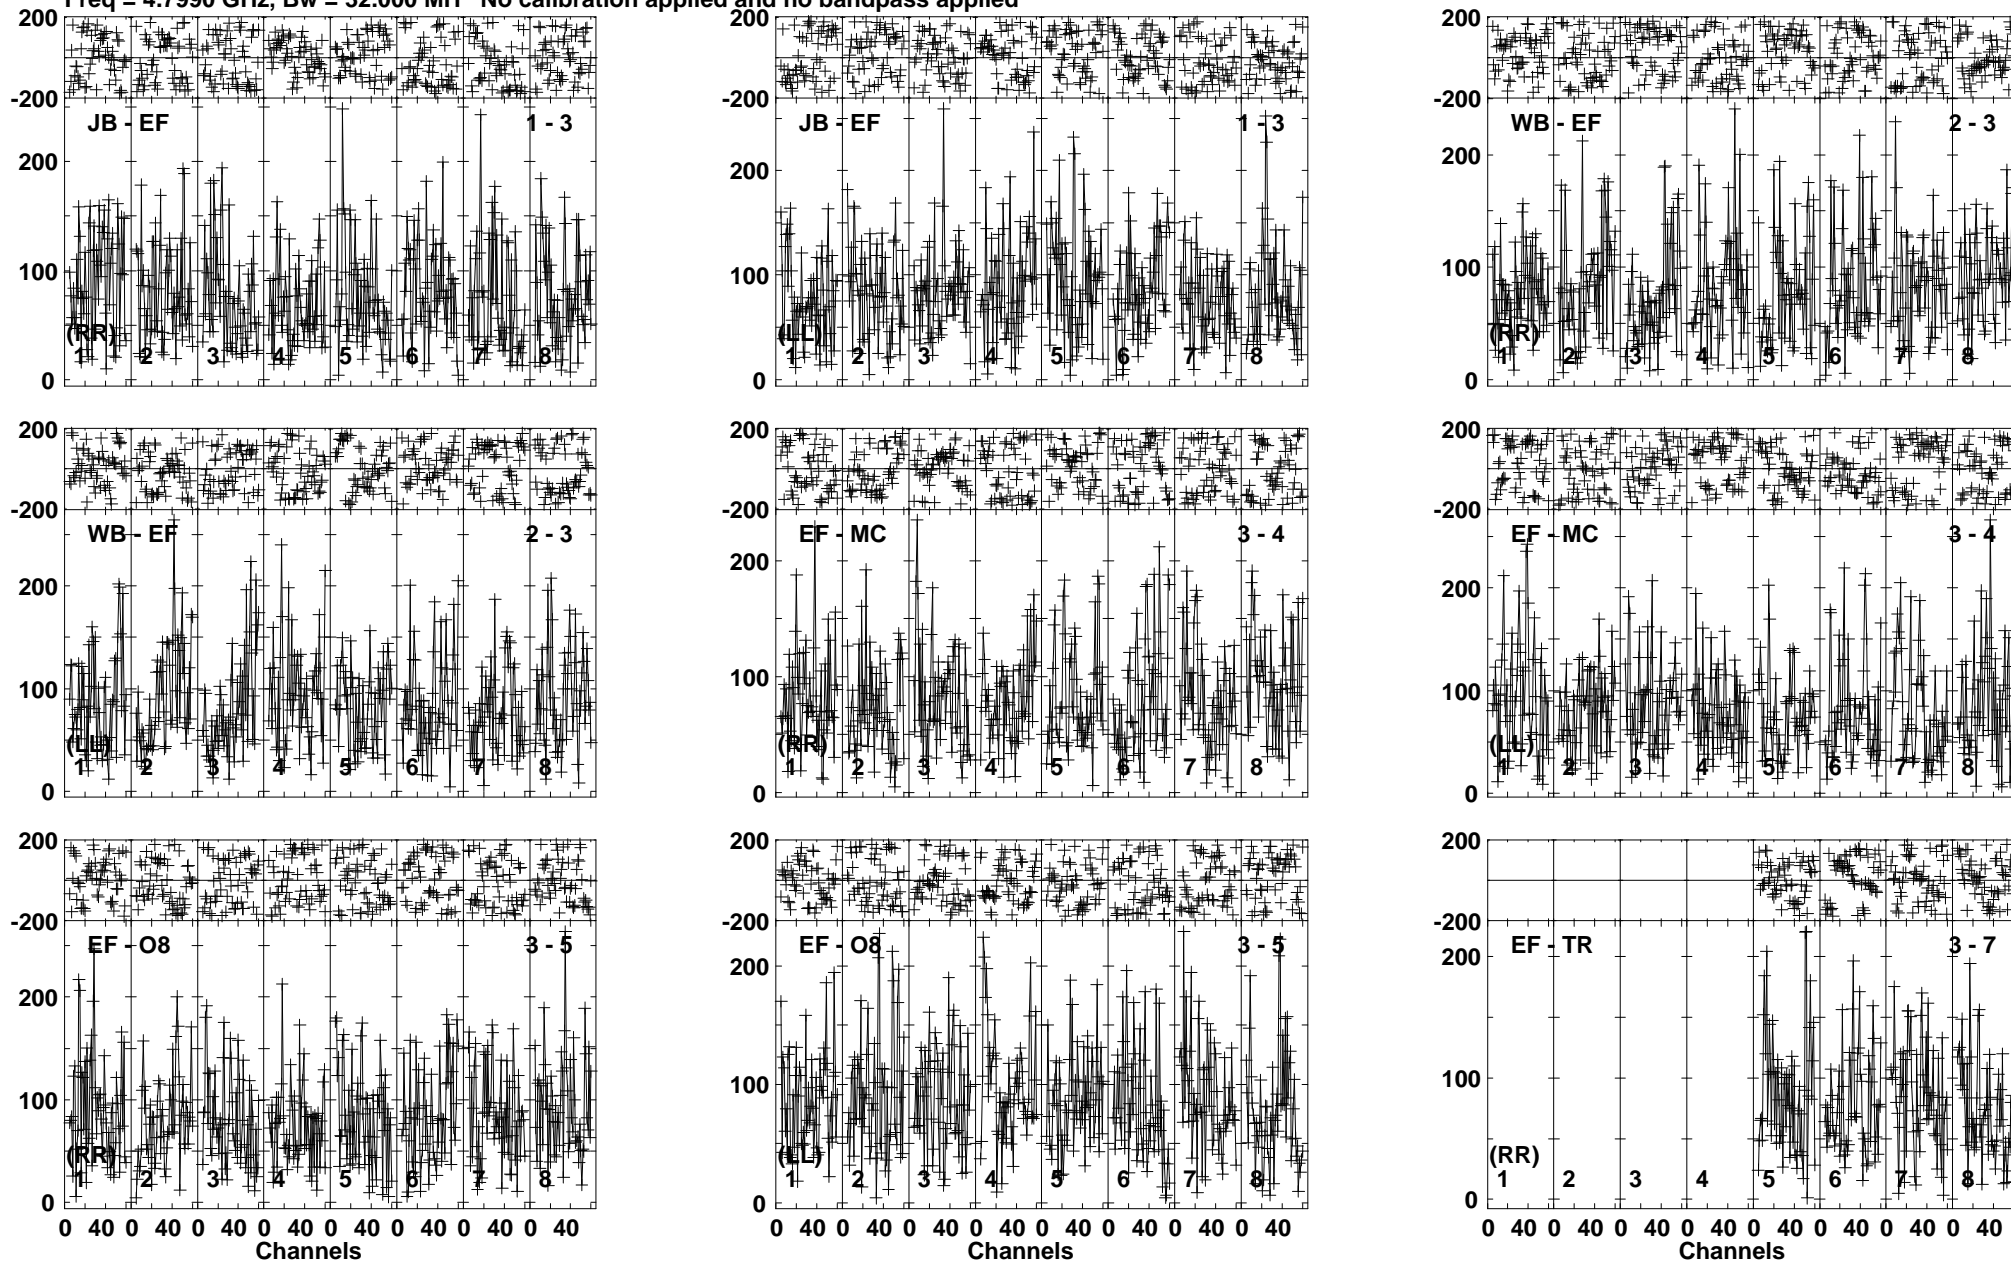 Freq = 4.7990 GHz, Bw = 32.000 MH No calibration applied and no bandpass applied
200 200 200
-200 -200 -200
JB - EF 1 - 3 JB - EF 1 - 3 WB - EF 2 - 3
200 200 200
100 100 100
(RR) (LL) (RR)
1 2 3 4 5 6 7 8 1 2 3 4 5 6 7 8 1 2 3 4 5 6 7 8
0 0 0
200 200 200
-200 -200 -200
WB - EF 2 - 3 EF - MC 3 - 4 EF - MC 3 - 4
200 200 200
100 100 100
(LL) (RR) (LL)
1 2 3 4 5 6 7 8 1 2 3 4 5 6 7 8 1 2 3 4 5 6 7 8
0 0 0
200 200 200
-200 -200 -200
EF - O8 3 - 5 EF - O8 3 - 5 EF - TR 3 - 7
200 200 200
100 100 100
(RR) (LL) (RR)
1 2 3 4 5 6 7 8 1 2 3 4 5 6 7 8 1 2 3 4 5 6 7 8
0 0 0
0 40 0 40 0 40 0 40 0 40 0 40 0 40 0 40 0 40 0 40 0 40 0 40 0 40 0 40 0 40 0 40 0 40 0 40 0 40 0 40 0 40 0 40 0 40 0 40
Channels Channels Channels